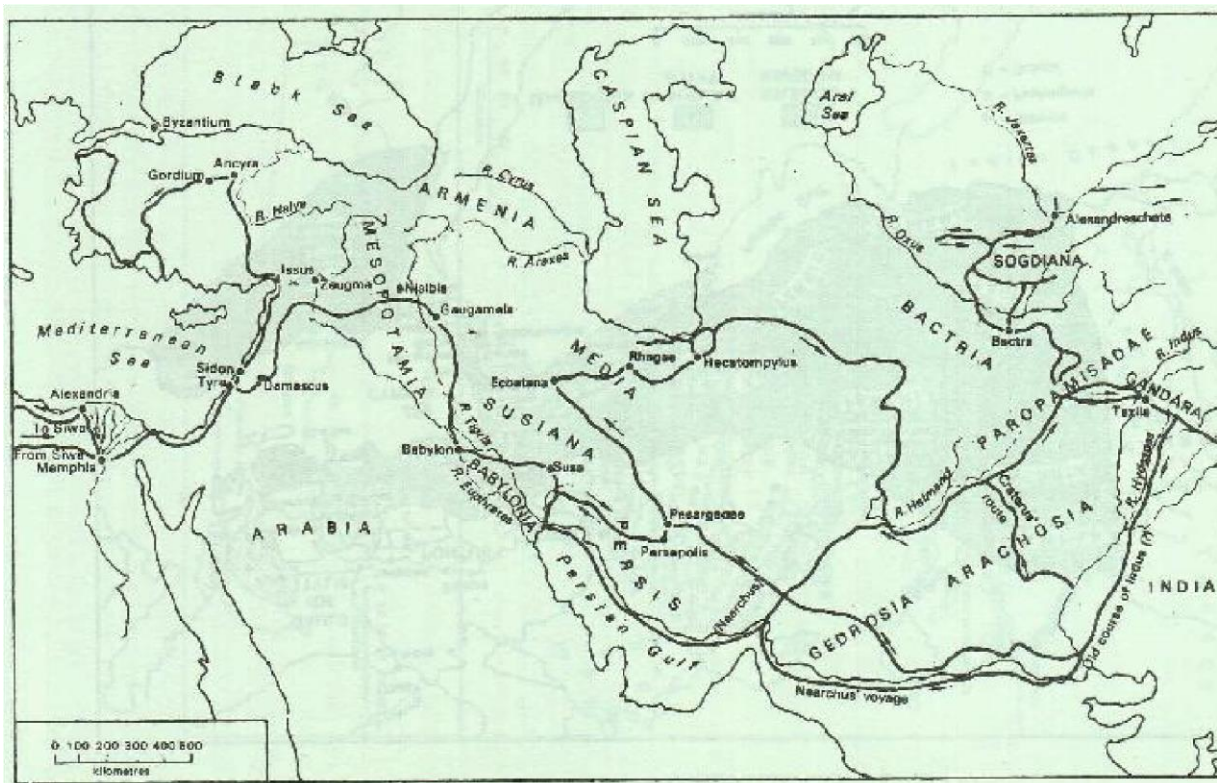 Black
Sea
CASPIAN SEA
Aral
Sea
R. Jaxartes
Byzantium
Ancyra
Gordium
R. Halys
ARMENIA
R. Cyrus
R. Araxes
R. Oxus
Alexandreschata
SOGDIANA
MESOPOTAMIA
Issus
Zeugma
Nisibis
Gaugamela
BACTRIA
Bactra
Mediterranean
Sea
MEDIA
Rhagae
Hecatompylus
Ecbatana
Sidon
Tyre
Damascus
PAROPAMISADAE
R. Indus
GANDARA
Taxila
Alexandria
To Siwa
From Siwa
Memphis
SUSIANA
R. Tigris
Babylon
BABYLONIA
R. Euphrates
Susa
R. Helmand
Craterus'
route
R. Hydaspes
ARABIA
Pasargadae
Persepolis
PERSIS
ARACHOSIA
Persian Gulf
(Nearchus)
GEDROSIA
INDIA
Old course of Indus (?)
Nearchus' voyage
0 100 200 300 400 500
kilometres